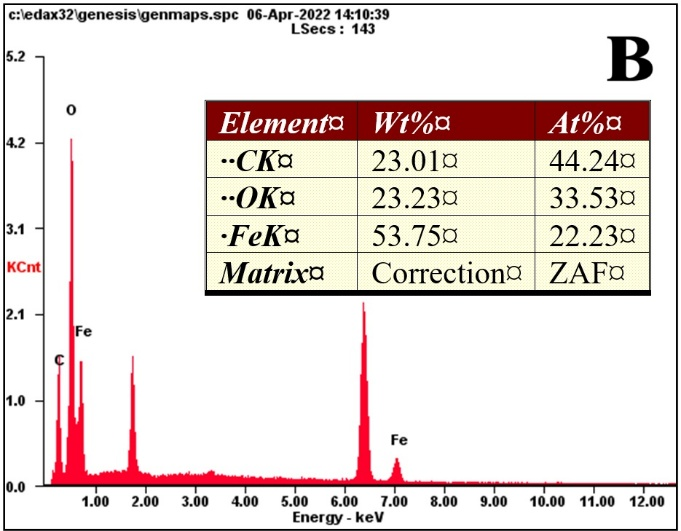 c:\edax32\genesis\genmaps.spc 06-Apr-2022 14:10:39
LSecs : 143
B
5.2
4.2
3.1
KCnt
2.1
1.0
0.0
O
Fe
C
Fe
Element¤ Wt%¤ At%¤
··CK¤ 23.01¤ 44.24¤
··OK¤ 23.23¤ 33.53¤
·FeK¤ 53.75¤ 22.23¤
Matrix¤ Correction¤ ZAF¤
1.00 2.00 3.00 4.00 5.00 6.00 7.00 8.00 9.00 10.00 11.00 12.00
Energy - keV